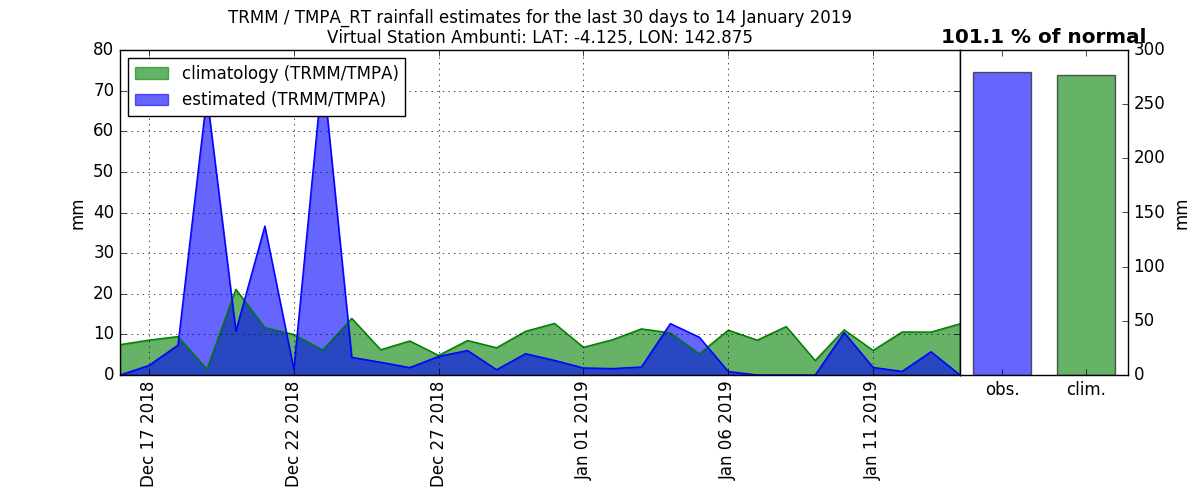 TRMM / TMPA_RT rainfall estimates for the last 30 days to 14 January 2019
Virtual Station Ambunti: LAT: -4.125, LON: 142.875
101.1 % of normal
climatology (TRMM/TMPA)
estimated (TRMM/TMPA)
80
70
60
50
40
30
20
10
0
mm
Dec 17 2018
Dec 22 2018
Dec 27 2018
Jan 01 2019
Jan 06 2019
Jan 11 2019
300
250
200
150
100
50
0
mm
obs.
clim.